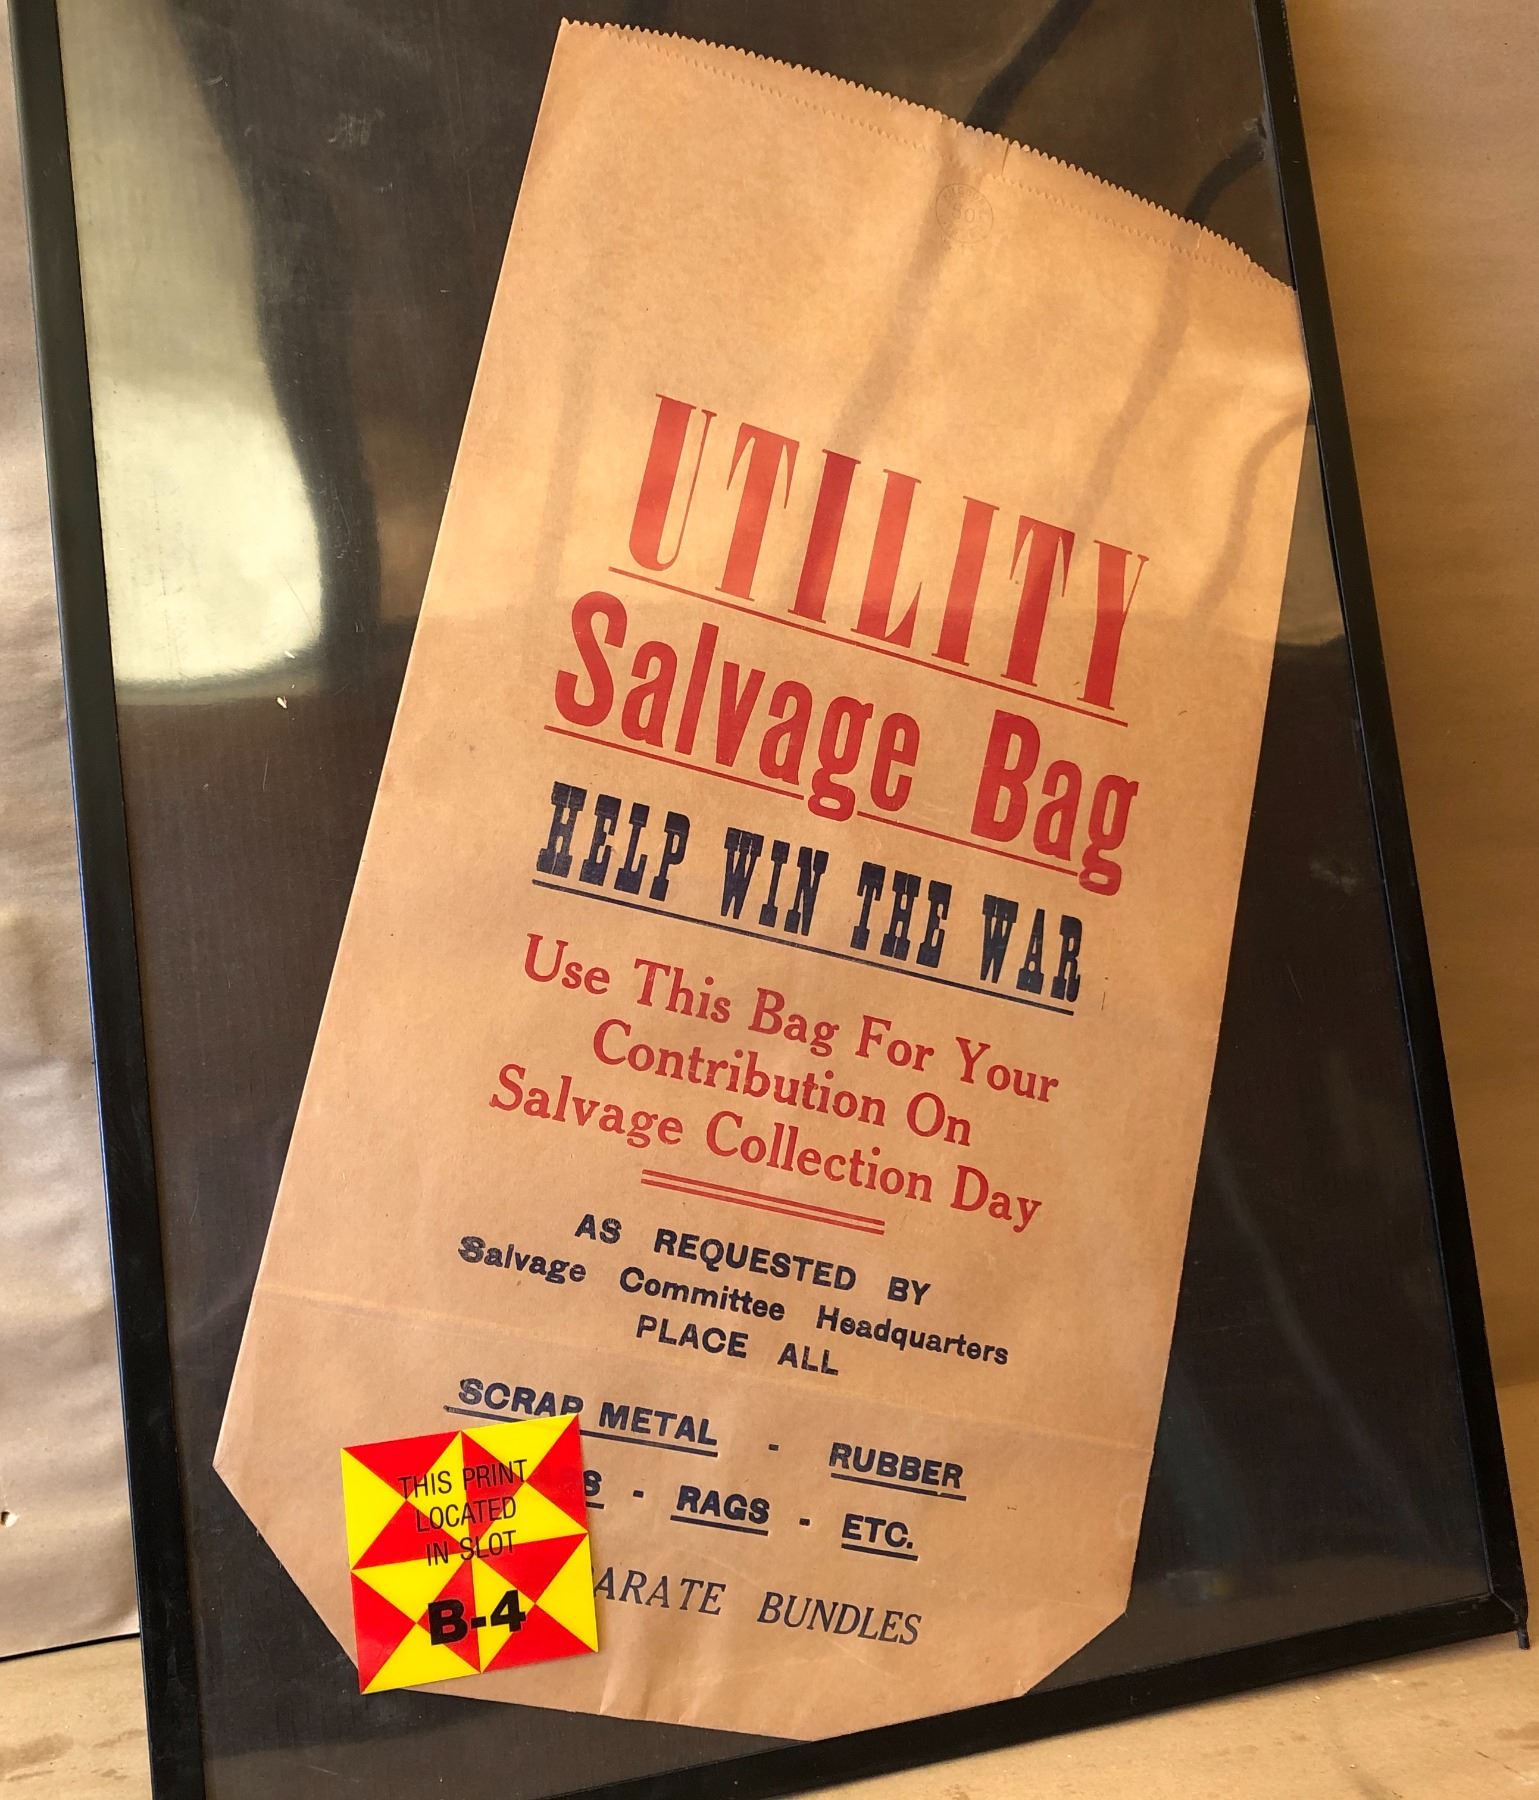 UTILITY
Salvage Bag
HELP WIN THE WAR
Use This Bag For Your
Contribution On
Salvage Collection Day
AS REQUESTED BY
Salvage Committee Headquarters
PLACE ALL
SCRAP METAL - RUBBER
- RAGS - ETC.
BUNDLES
THIS PRINT
LOCATED
IN SLOT
B-4